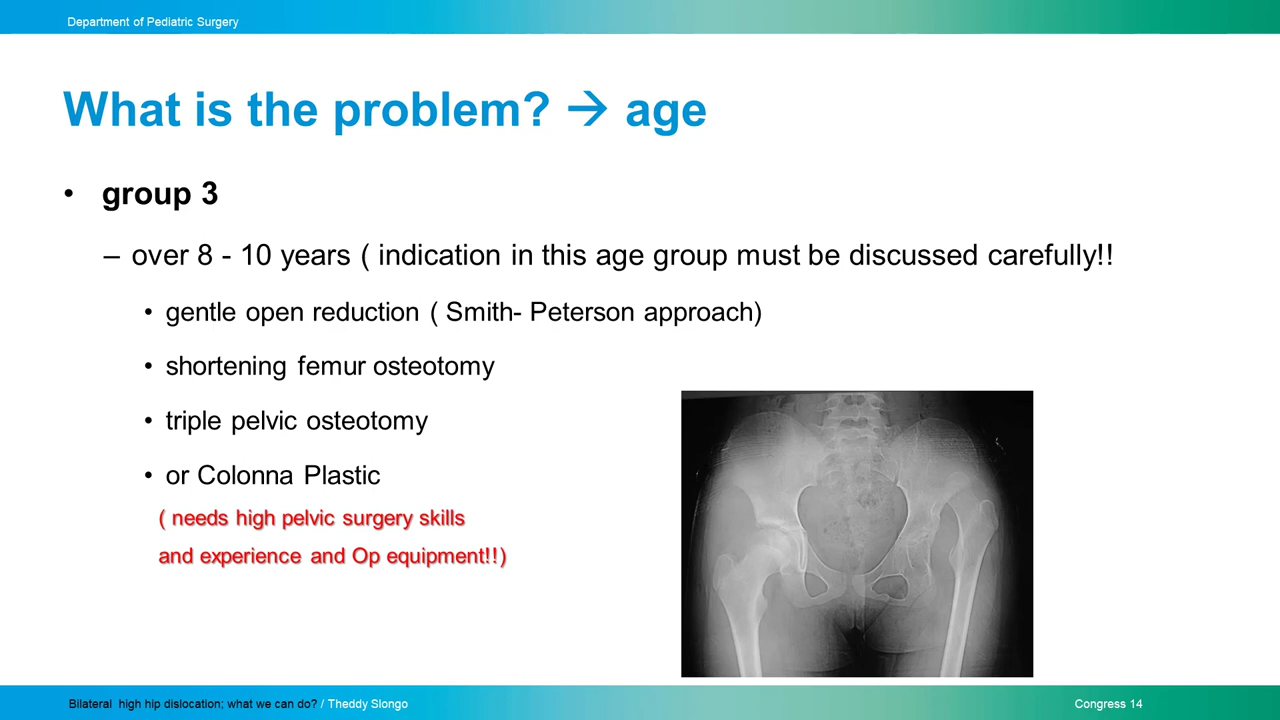 Department of Pediatric Surgery
What is the problem? → age
• group 3
– over 8 - 10 years ( indication in this age group must be discussed carefully!!
• gentle open reduction ( Smith- Peterson approach)
• shortening femur osteotomy
• triple pelvic osteotomy
• or Colonna Plastic
( needs high pelvic surgery skills
and experience and Op equipment!!)
Bilateral high hip dislocation; what we can do? / Theddy Slongo
Congress 14